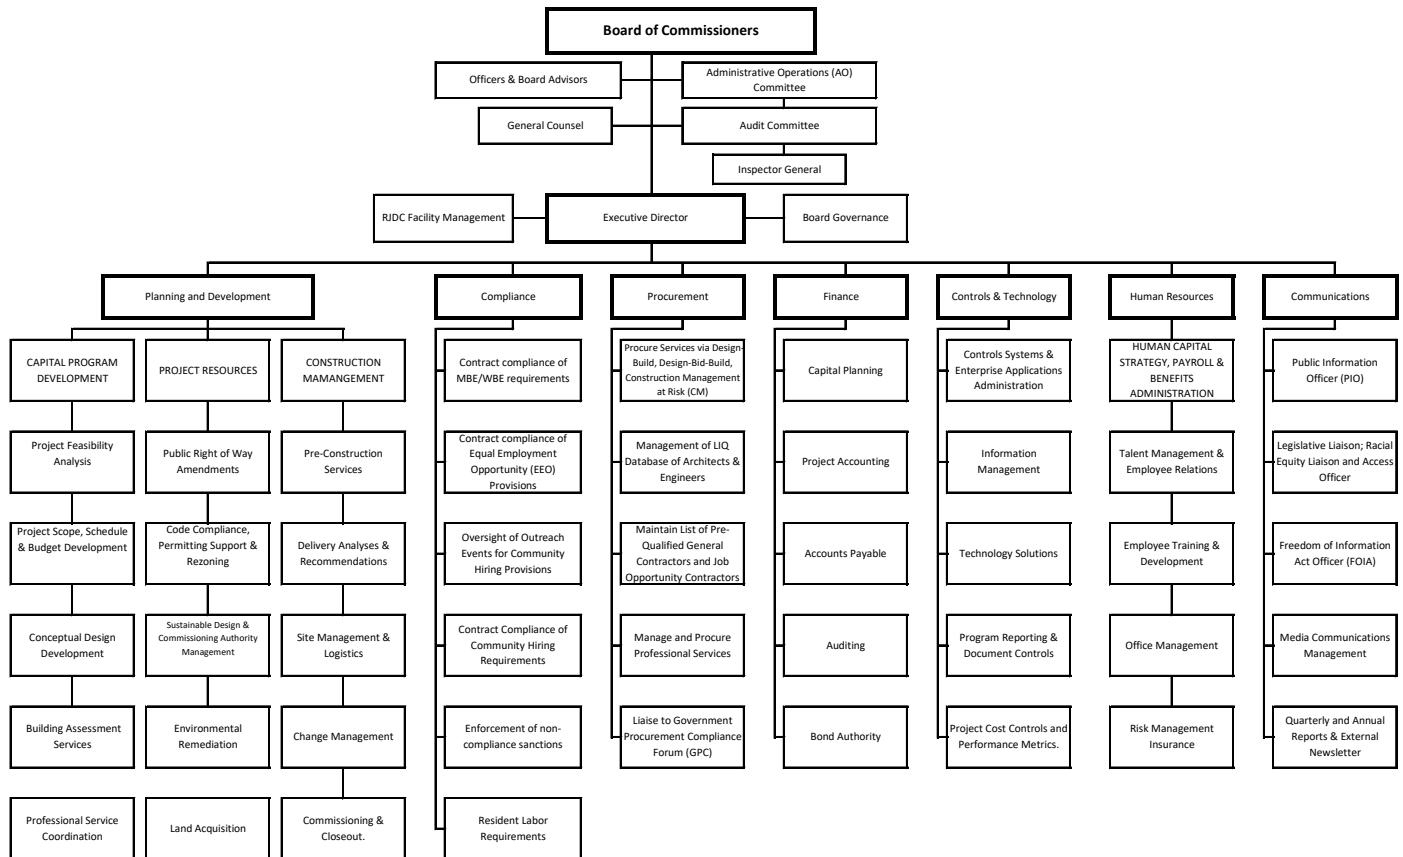 Board of Commissioners
Officers & Board Advisors
Administrative Operations (AO)
Committee
General Counsel
Audit Committee
Inspector General
RJDC Facility Management
Executive Director
Board Governance
Planning and Development
Compliance
Procurement
Finance
Controls & Technology
Human Resources
Communications
CAPITAL PROGRAM
DEVELOPMENT
PROJECT RESOURCES
CONSTRUCTION
MAMANGEMENT
Contract compliance of
MBE/WBE requirements
Procure Services via Design-
Build, Design-Bid-Build,
Construction Management
at Risk (CM)
Capital Planning
Controls Systems &
Enterprise Applications
Administration
HUMAN CAPITAL
STRATEGY, PAYROLL &
BENEFITS
ADMINISTRATION
Public Information
Officer (PIO)
Project Feasibility
Analysis
Public Right of Way
Amendments
Pre-Construction
Services
Contract compliance of
Equal Employment
Opportunity (EEO)
Provisions
Management of LIQ
Database of Architects &
Engineers
Project Accounting
Information
Management
Talent Management &
Employee Relations
Legislative Liaison; Racial
Equity Liaison and Access
Officer
Project Scope, Schedule
& Budget Development
Code Compliance,
Permitting Support &
Rezoning
Delivery Analyses &
Recommendations
Oversight of Outreach
Events for Community
Hiring Provisions
Maintain List of Pre-
Qualified General
Contractors and Job
Opportunity Contractors
Accounts Payable
Technology Solutions
Employee Training &
Development
Freedom of Information
Act Officer (FOIA)
Conceptual Design
Development
Sustainable Design &
Commissioning Authority
Management
Site Management &
Logistics
Contract Compliance of
Community Hiring
Requirements
Manage and Procure
Professional Services
Auditing
Program Reporting &
Document Controls
Office Management
Media Communications
Management
Building Assessment
Services
Environmental
Remediation
Change Management
Enforcement of non-
compliance sanctions
Liaise to Government
Procurement Compliance
Forum (GPC)
Bond Authority
Project Cost Controls and
Performance Metrics.
Risk Management
Insurance
Quarterly and Annual
Reports & External
Newsletter
Professional Service
Coordination
Land Acquisition
Commissioning &
Closeout.
Resident Labor
Requirements